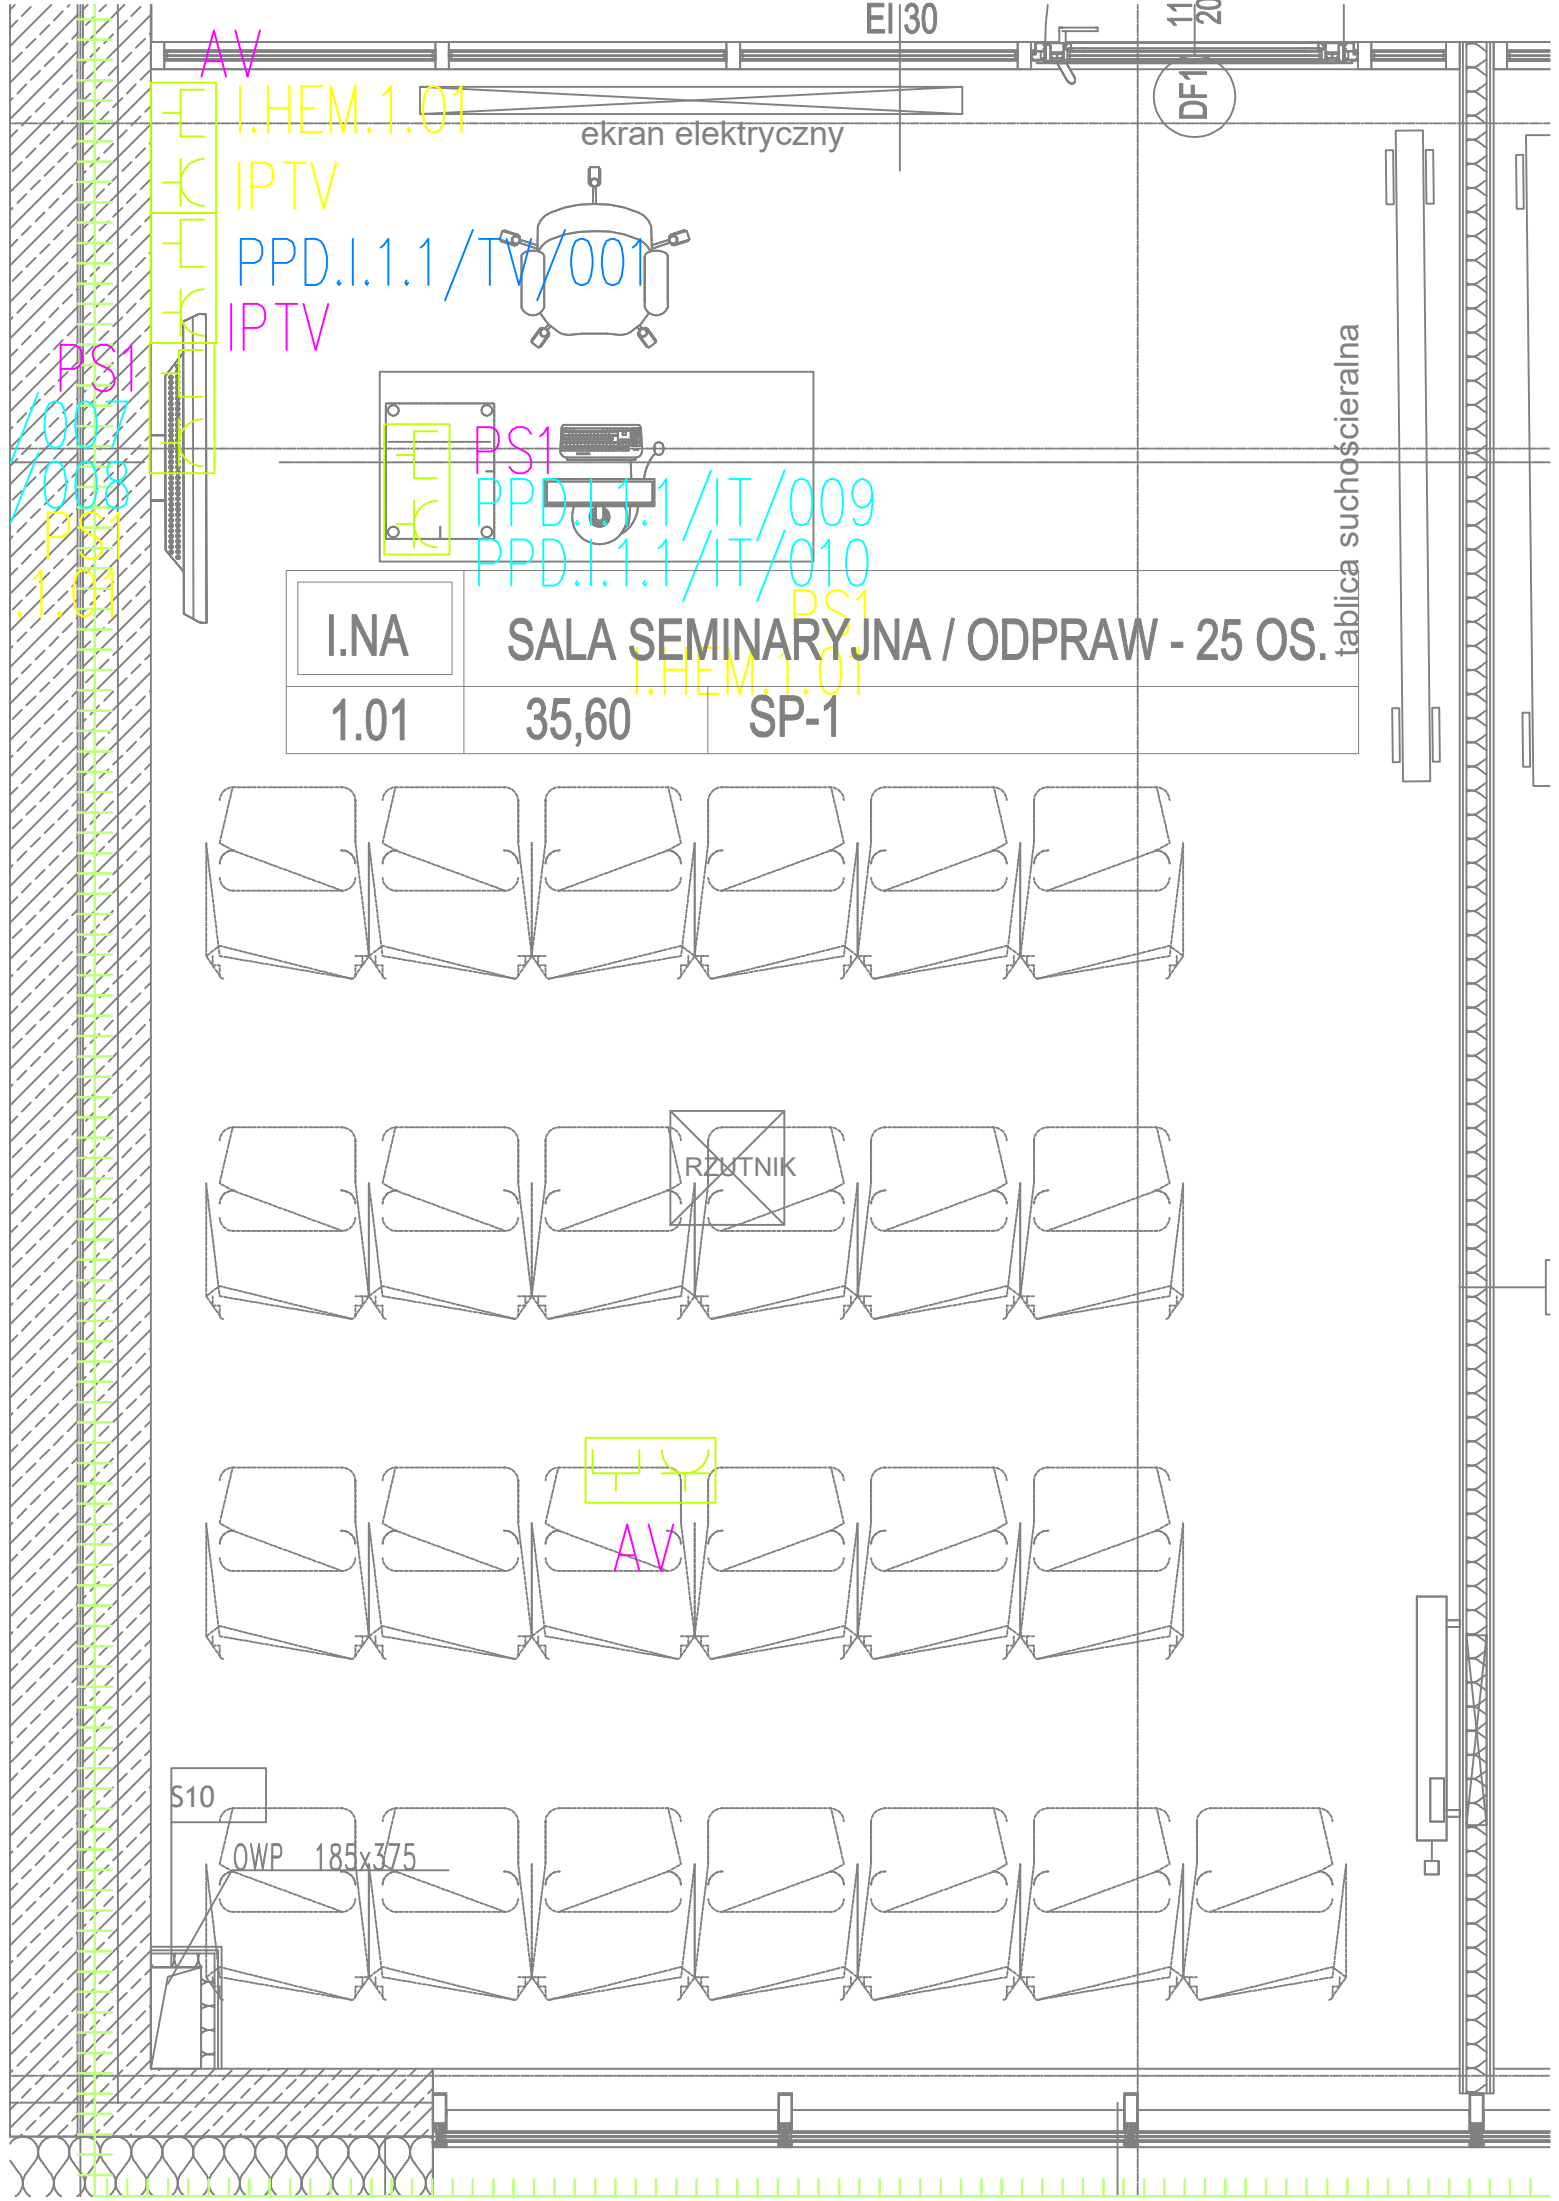 EI 30
11
20
AV
DF1
I.HEM.1.01
ekran elektryczny
IPTV
PPD.I.1.1/TV/001
IPTV
PS1
/007
/008
PS1
.1.01
PS1
PPD.I.1.1/IT/009
PPD.I.1.1/IT/010
PS1
I.HEM.1.01
tablica suchościeralna
I.NA
SALA SEMINARYJNA / ODPRAW - 25 OS.
1.01 35,60 SP-1
RZUTNIK
AV
S10
OWP 185x375